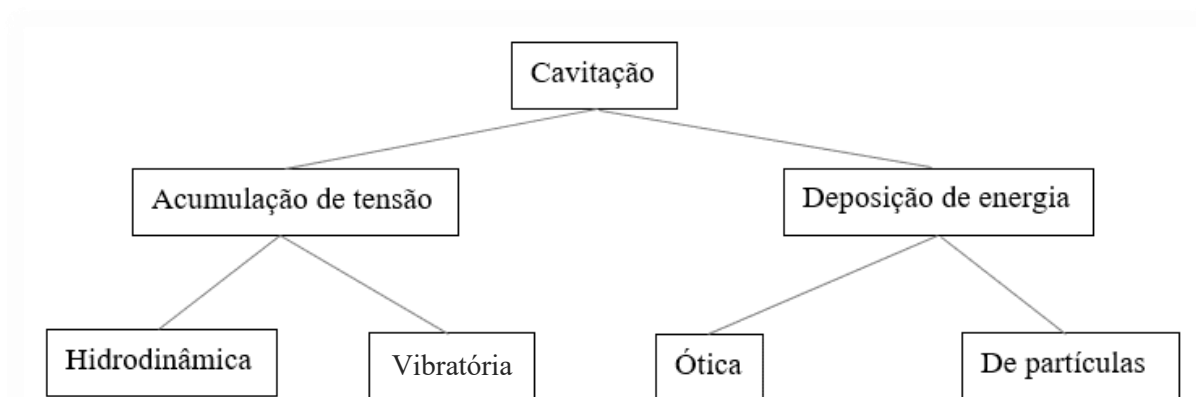 Cavitação
Acumulação de tensão
Deposição de energia
Hidrodinâmica
Vibratória
Ótica
De partículas